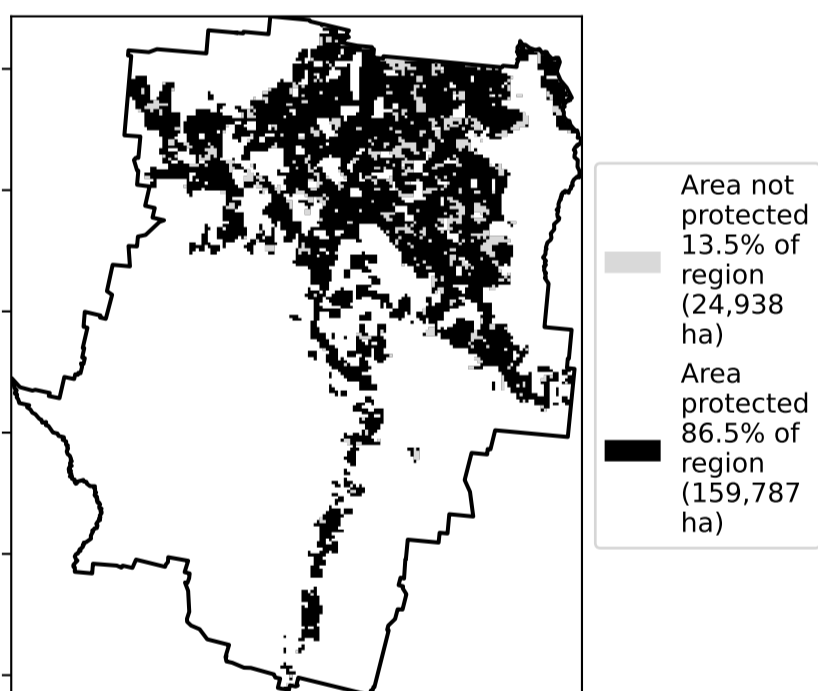 Area not
protected
13.5% of
region
(24,938
ha)
Area
protected
86.5% of
region
(159,787
ha)